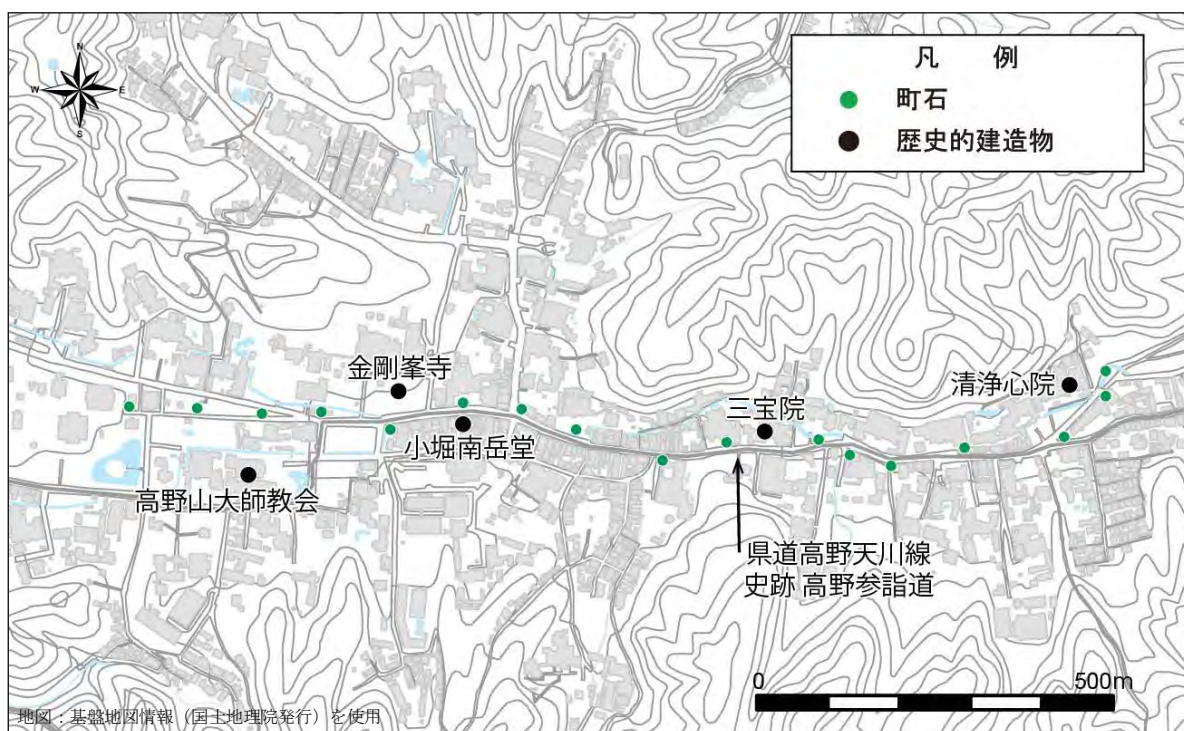 凡 例
町石
歴史的建造物
N
W
E
S
金剛峯寺
清浄心院
三宝院
小堀南岳堂
高野山大師教会
県道高野天川線
史跡 高野参詣道
0
500m
地図：基盤地図情報（国土地理院発行）を使用